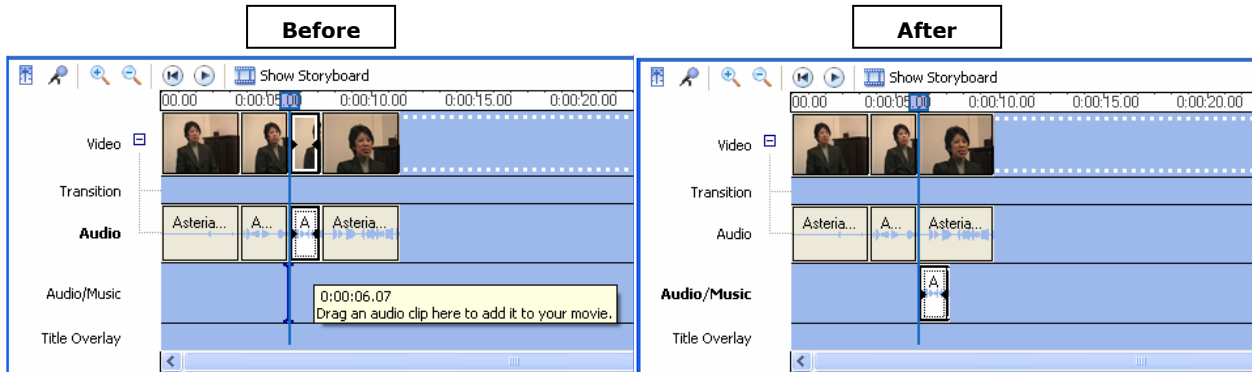 Before
After
Show Storyboard
00.00 0:00:05.00 0:00:10.00 0:00:15.00 0:00:20.00
Video
Transition
Asteria... A... A Asteria...
Audio
Audio/Music
0:00:06.07
Drag an audio clip here to add it to your movie.
Title Overlay
Show Storyboard
00.00 0:00:05.00 0:00:10.00 0:00:15.00 0:00:20.00
Video
Transition
Asteria... A... Asteria...
Audio
A
Audio/Music
Title Overlay